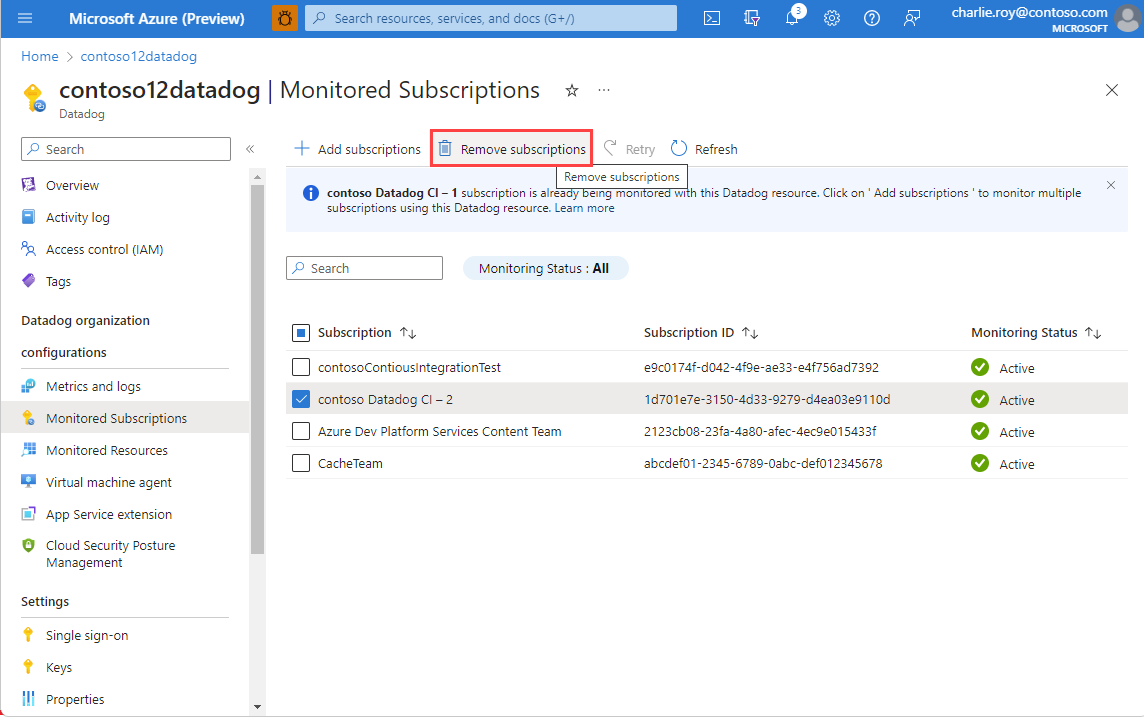 Microsoft Azure (Preview)
Search resources, services, and docs (G+/)
3
charlie.roy@contoso.com
MICROSOFT
Home > contoso12datadog
contoso12datadog | Monitored Subscriptions
Datadog
Search
Overview
Activity log
Access control (IAM)
Tags
Datadog organization
configurations
Metrics and logs
Monitored Subscriptions
Monitored Resources
Virtual machine agent
App Service extension
Cloud Security Posture
Management
Settings
Single sign-on
Keys
Properties
Add subscriptions Remove subscriptions Retry Refresh
Remove subscriptions
contoso Datadog CI – 1 subscription is already being monitored with this Datadog resource. Click on ' Add subscriptions ' to monitor multiple
subscriptions using this Datadog resource. Learn more
Search Monitoring Status : All
Subscription Subscription ID Monitoring Status
contosoContiousIntegrationTest e9c0174f-d042-4f9e-ae33-e4f756ad7392 Active
contoso Datadog CI – 2 1d701e7e-3150-4d33-9279-d4ea03e9110d Active
Azure Dev Platform Services Content Team 2123cb08-23fa-4a80-afec-4ec9e015433f Active
CacheTeam abcdef01-2345-6789-0abc-def012345678 Active